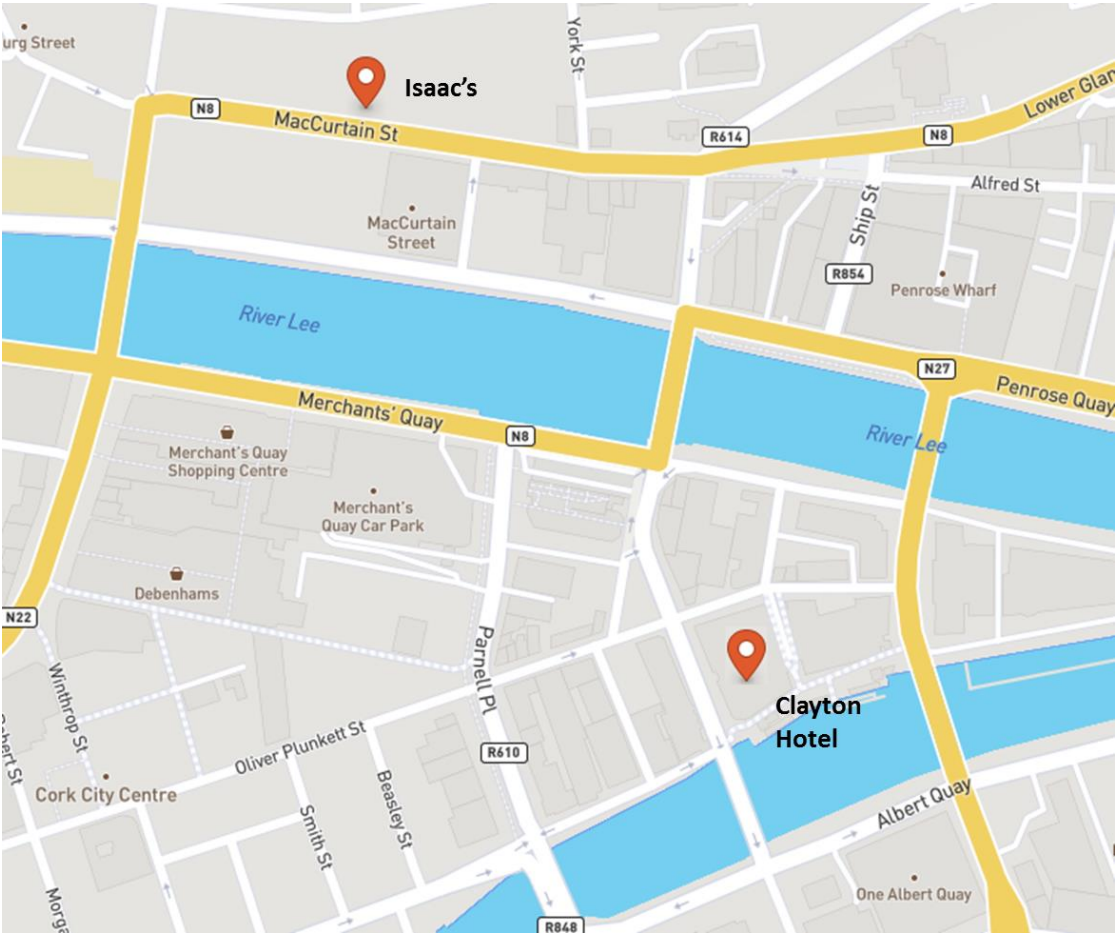 urg Street
York St
Isaac's
N8
MacCurtain St
R614
N8
Lower Glan
Alfred St
MacCurtain
Street
Ship St
R854
Penrose Wharf
River Lee
N27
Penrose Quay
Merchants' Quay
N8
River Lee
Merchant's Quay
Shopping Centre
Merchant's
Quay Car Park
Debenhams
N22
Parnell Pl
Winthrop St
Clayton
Hotel
Oliver Plunkett St
R610
obert St
Cork City Centre
Beasley St
Smith St
Albert Quay
One Albert Quay
Morga
R848